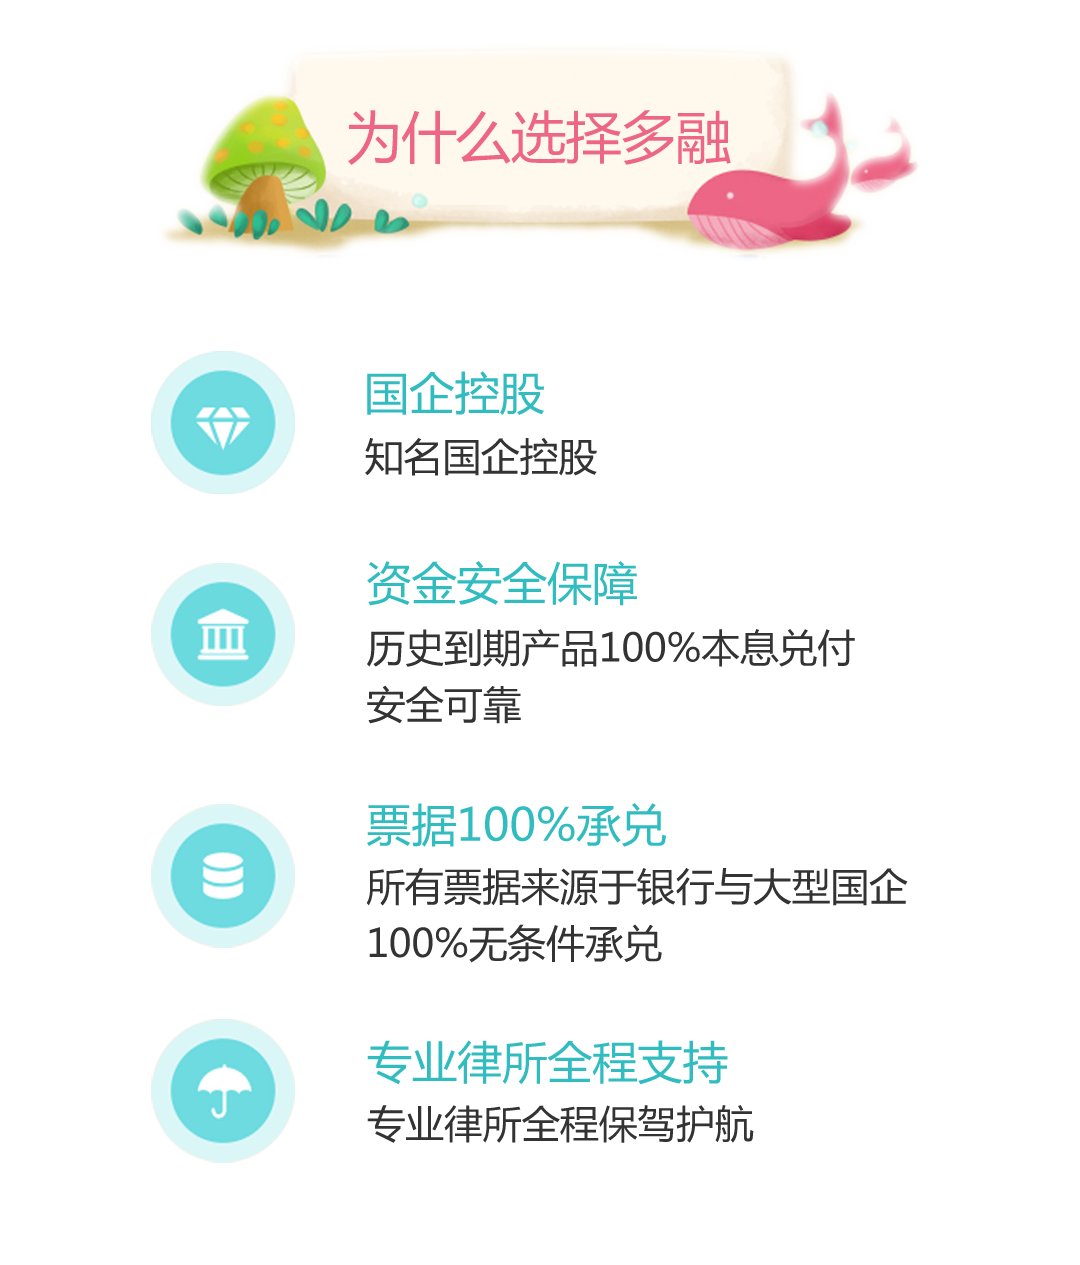 为什么选择多融
国企控股
知名国企控股
资金安全保障
历史到期产品100%本息兑付
安全可靠
票据100%承兑
所有票据来源于银行与大型国企
100%无条件承兑
专业律所全程支持
专业律所全程保驾护航